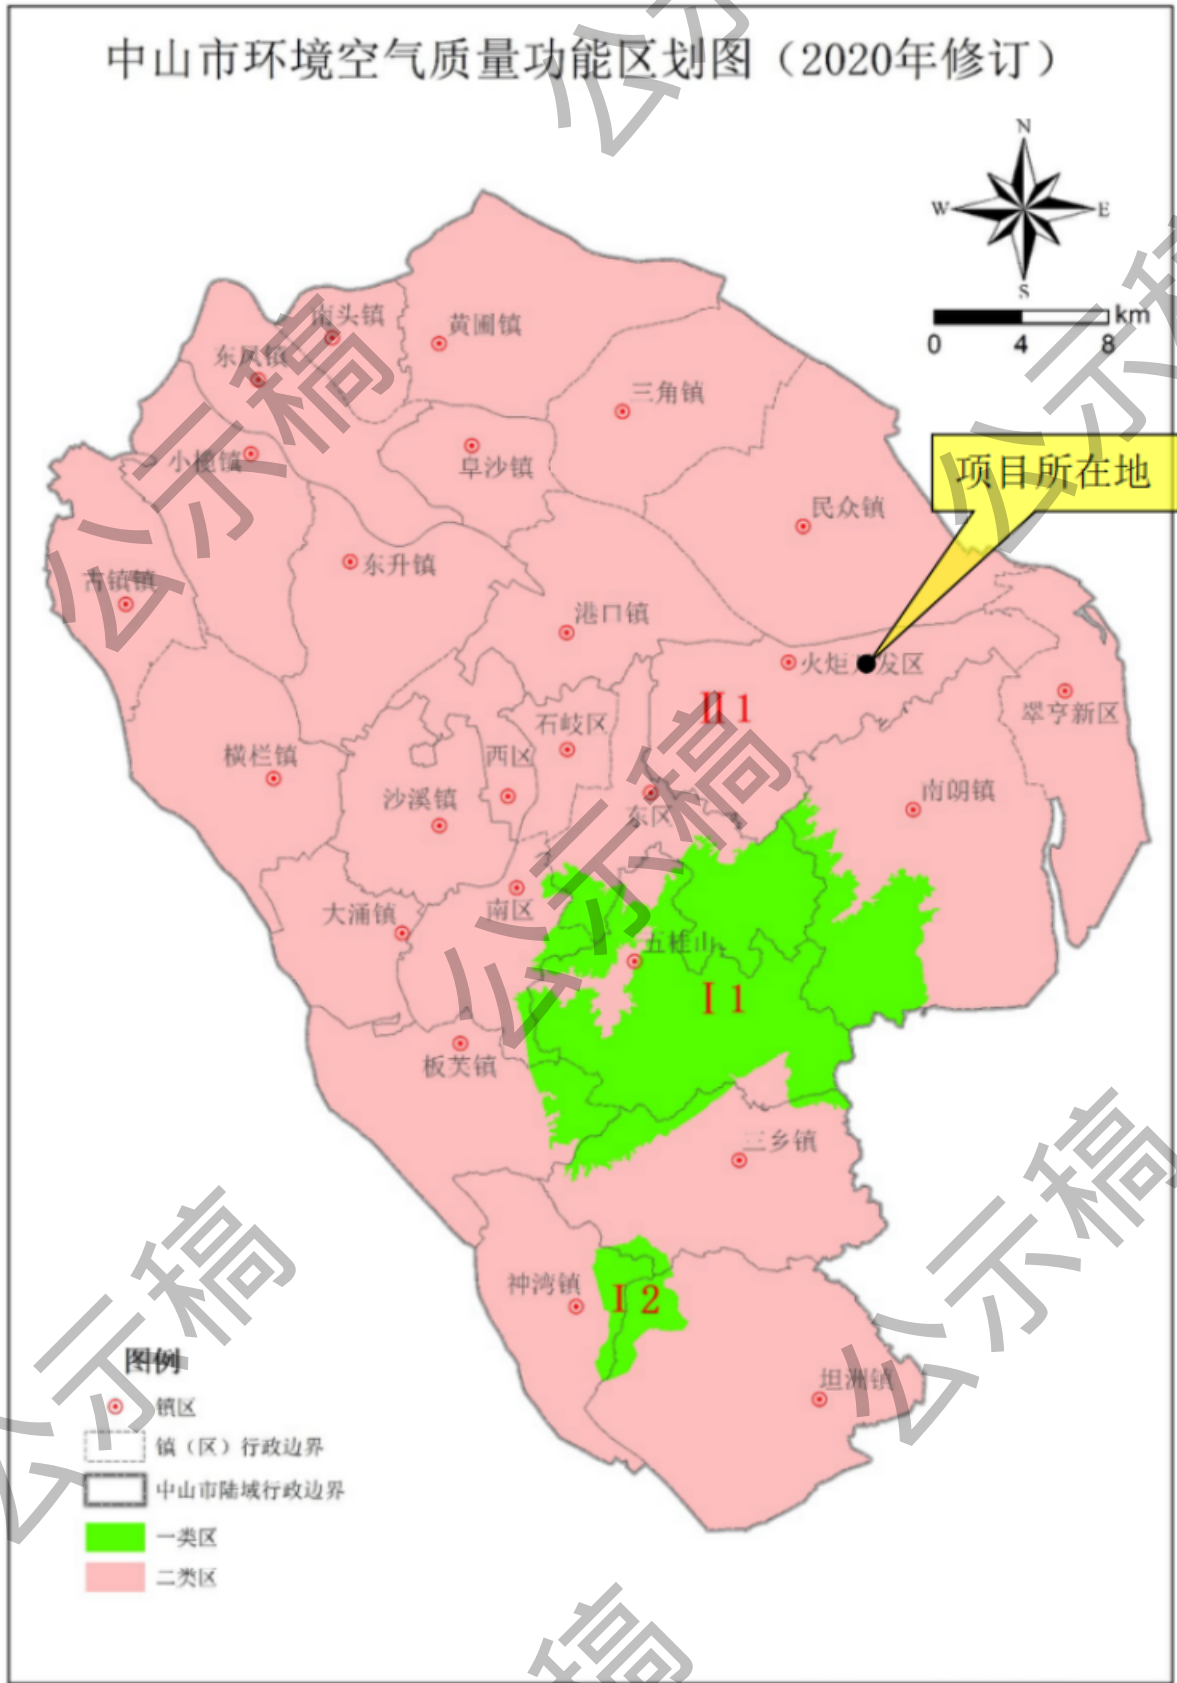 中山市环境空气质量功能区划图（2020年修订）
N
W
E
S
km
0 4 8
南头镇
黄圃镇
东凤镇
三角镇
小榄镇
阜沙镇
项目所在地
民众镇
东升镇
古镇镇
港口镇
火炬开发区
II 1
翠亨新区
石岐区
西区
横栏镇
沙溪镇
南朗镇
东区
大涌镇
南区
五桂山
I 1
板芙镇
三乡镇
神湾镇
I 2
坦洲镇
图例
镇区
镇（区）行政边界
中山市陆域行政边界
一类区
二类区
公示稿
公示稿
公示稿
公示稿
公示稿
公示稿
稿